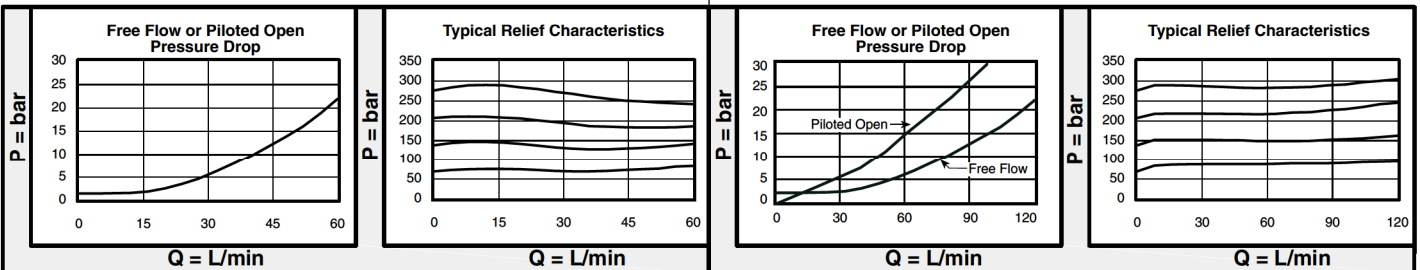 Free Flow or Piloted Open
Pressure Drop
P = bar
30
25
20
15
10
5
0
0 15 30 45 60
Q = L/min
Typical Relief Characteristics
P = bar
350
300
250
200
150
100
50
0
0 15 30 45 60
Q = L/min
Free Flow or Piloted Open
Pressure Drop
P = bar
30
25
20
15
10
5
0
Piloted Open
Free Flow
0 30 60 90 120
Q = L/min
Typical Relief Characteristics
P = bar
350
300
250
200
150
100
50
0
0 30 60 90 120
Q = L/min